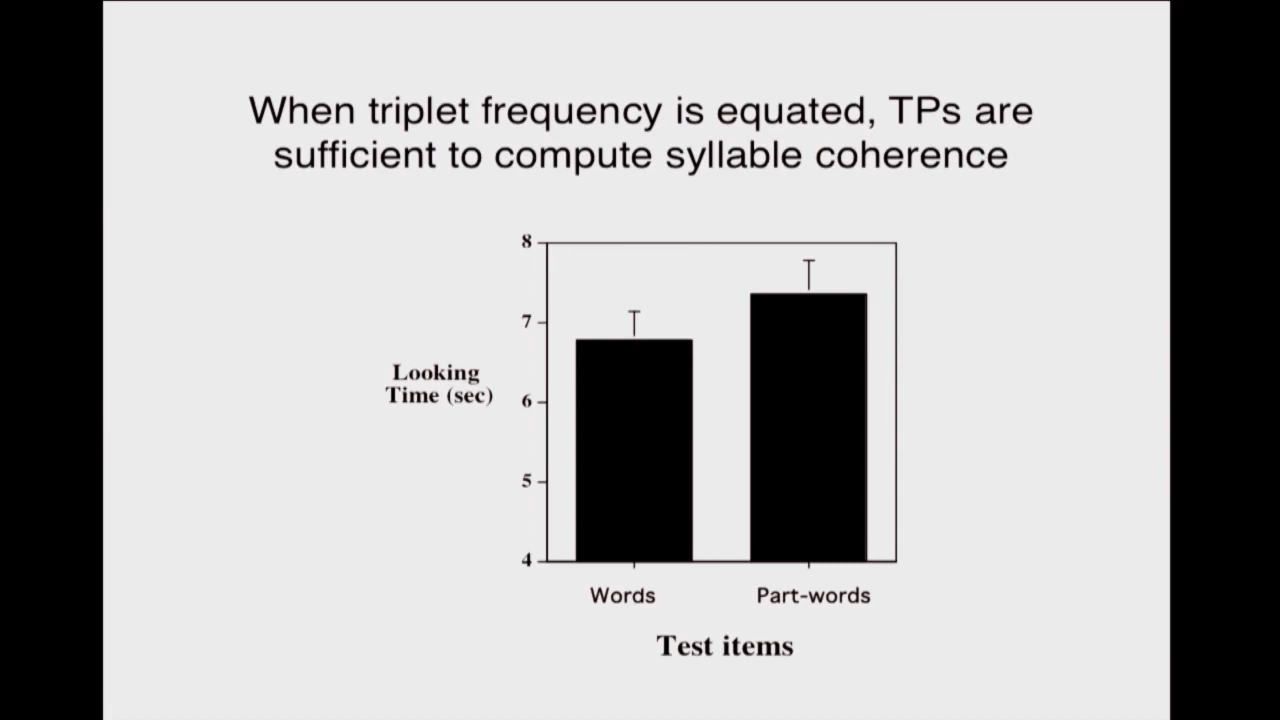 When triplet frequency is equated, TPs are
sufficient to compute syllable coherence
8
7
Looking
Time (sec)
6
5
4
Words Part-words
Test items